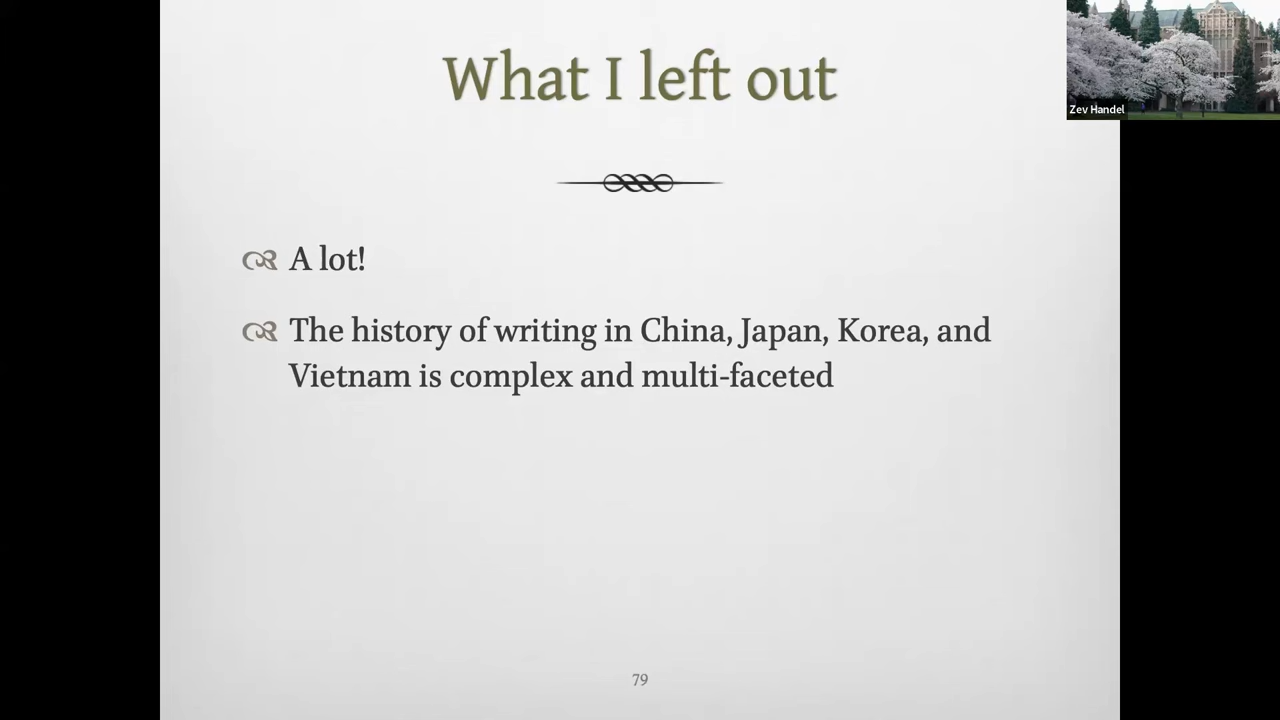 What I left out
Zev Handel
A lot!
The history of writing in China, Japan, Korea, and
Vietnam is complex and multi-faceted
79